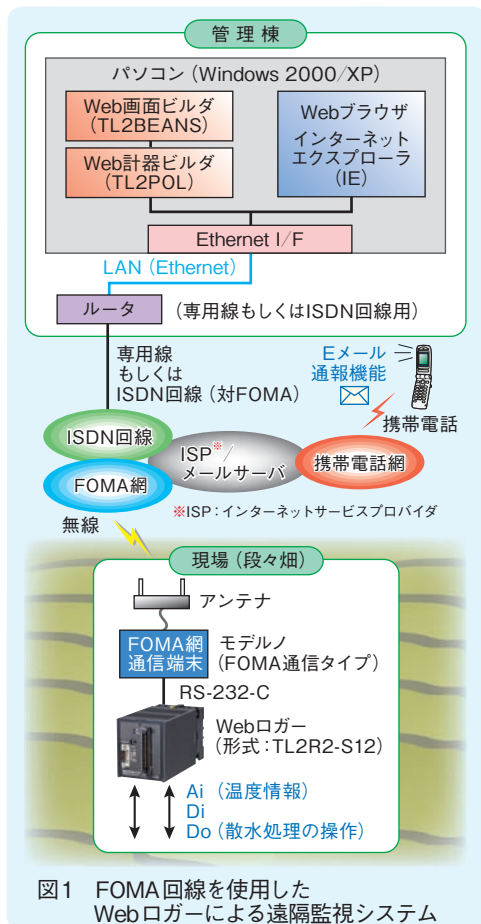 管理棟
パソコン（Windows 2000/XP）
Web画面ビルダ
（TL2BEANS）
Web計器ビルダ
（TL2POL）
Webブラウザ
インターネット
エクスプローラ
（IE）
Ethernet I/F
LAN（Ethernet）
ルータ
（専用線もしくはISDN回線用）
専用線
もしくは
ISDN回線（対FOMA）
Eメール
通報機能
携帯電話
ISDN回線
FOMA網
ISP※/
メールサーバ
携帯電話網
※ISP：インターネットサービスプロバイダ
無線
現場（段々畑）
アンテナ
FOMA網
通信端末
モデルノ
（FOMA通信タイプ）
RS-232-C
Webロガー
（形式：TL2R2-S12）
Ai（温度情報）
Di
Do（散水処理の操作）
図1 FOMA回線を使用した
Webロガーによる遠隔監視システム